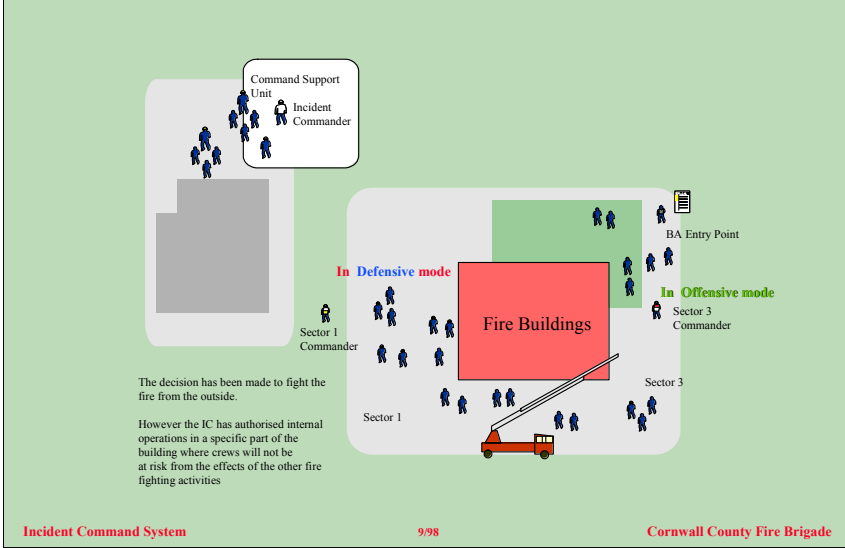 Command Support
Unit
Incident
Commander
BA Entry Point
In Defensive mode
In Offensive mode
Sector 3
Commander
Fire Buildings
Sector 1
Commander
Sector 3
Sector 1
The decision has been made to fight the
fire from the outside.
However the IC has authorised internal
operations in a specific part of the
building where crews will not be
at risk from the effects of the other fire
fighting activities
Incident Command System
9/98
Cornwall County Fire Brigade